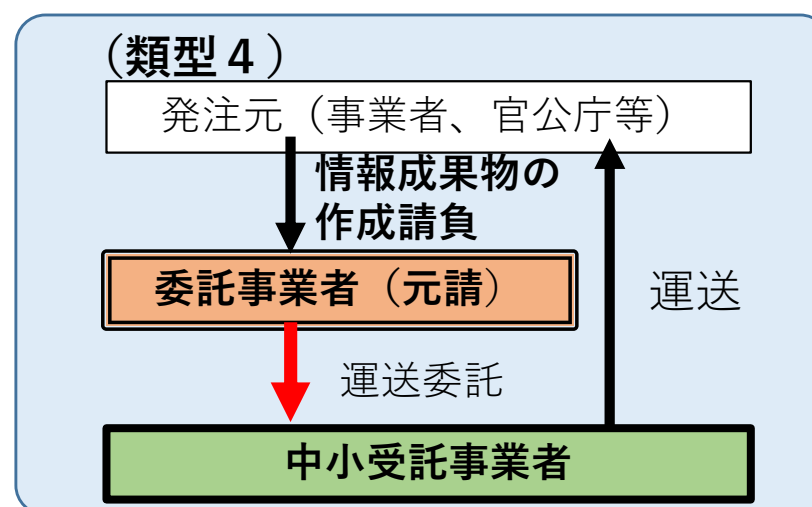 （類型４）
発注元（事業者、官公庁等）
情報成果物の
作成請負
委託事業者（元請）
運送
運送委託
中小受託事業者